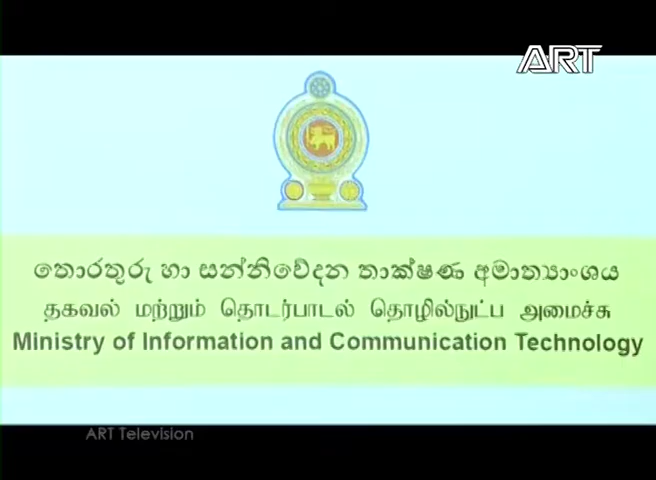 ART
තොරතුරු හා සන්නිවේදන තාක්ෂණ අමාත්‍යාංශය
தகவல் மற்றும் தொடர்பாடல் தொழில்நுட்ப அமைச்சு
Ministry of Information and Communication Technology
ART Television